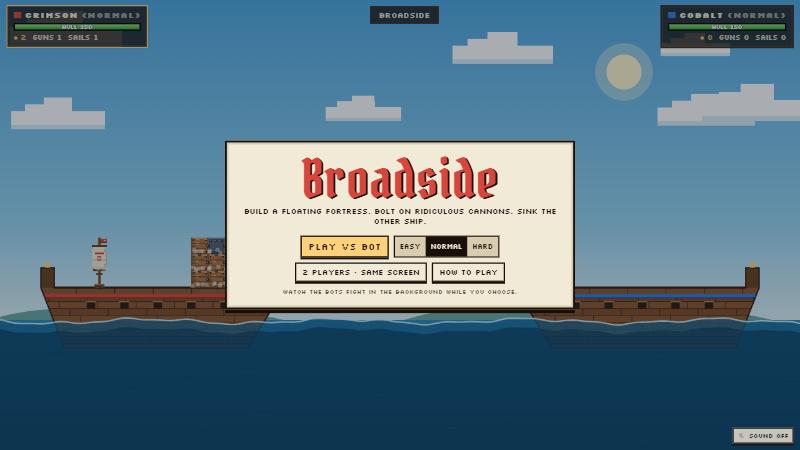 CRIMSON (NORMAL)
HULL 150
2 GUNS 1 SAILS 1
BROADSIDE
COBALT (NORMAL)
HULL 150
0 GUNS 0 SAILS 0
Broadside
BUILD A FLOATING FORTRESS. BOLT ON RIDICULOUS CANNONS. SINK THE
OTHER SHIP.
PLAY VS BOT
EASY NORMAL HARD
2 PLAYERS · SAME SCREEN
HOW TO PLAY
WATCH THE BOTS FIGHT IN THE BACKGROUND WHILE YOU CHOOSE.
SOUND OFF